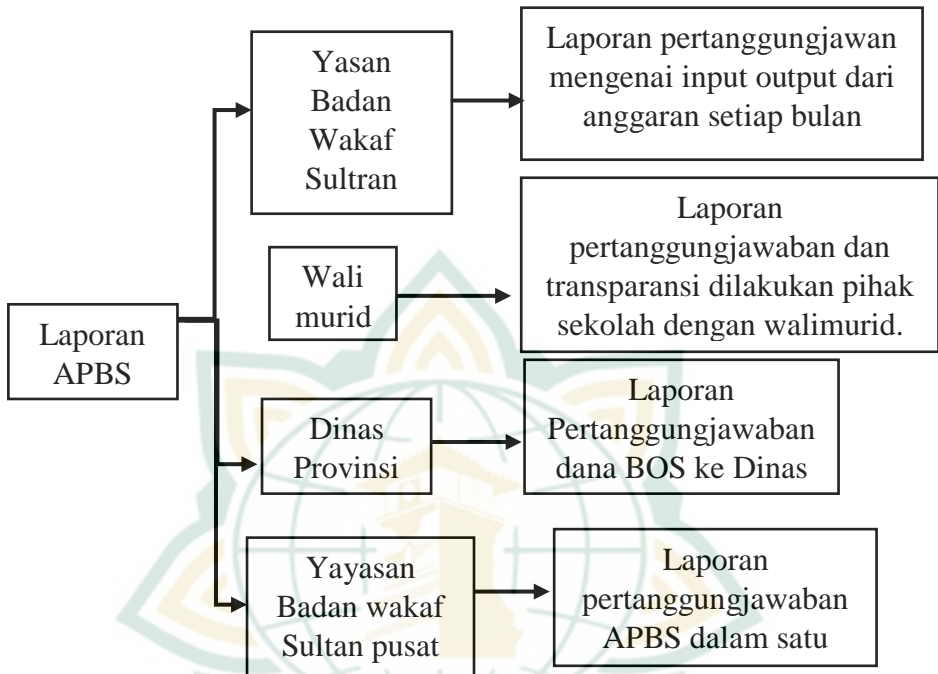 Laporan
APBS
Yasan
Badan
Wakaf
Sultran
Laporan pertanggungjawan
mengenai input output dari
anggaran setiap bulan
Wali
murid
Laporan
pertanggungjawaban dan
transparansi dilakukan pihak
sekolah dengan walimurid.
Dinas
Provinsi
Laporan
Pertanggungjawaban
dana BOS ke Dinas
Yayasan
Badan wakaf
Sultan pusat
Laporan
pertanggungjawaban
APBS dalam satu